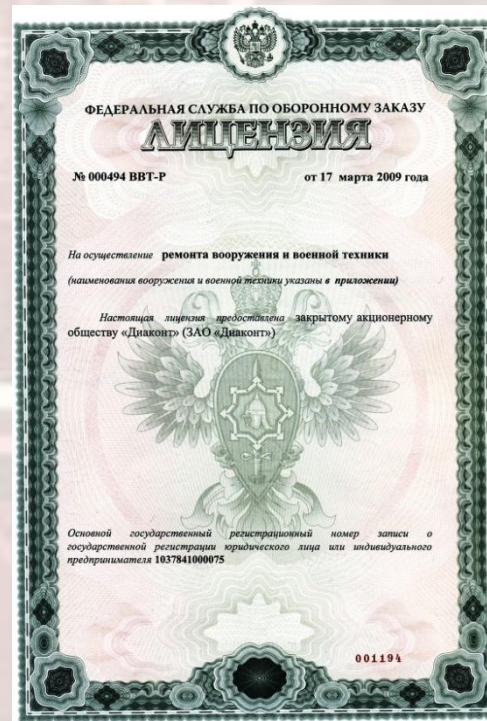 ФЕДЕРАЛЬНАЯ СЛУЖБА ПО ОБОРОННОМУ ЗАКАЗУ
ЛИЦЕНЗИЯ
№ 000494 ВВТ-Р от 17 марта 2009 года
На осуществление ремонта вооружения и военной техники
(наименования вооружения и военной техники указаны в приложении)
Настоящая лицензия предоставлена закрытому акционерному
обществу «Диаконт» (ЗАО «Диаконт»)
Основной государственный регистрационный номер записи о
государственной регистрации юридического лица или индивидуального
предпринимателя 1037841000075
001194